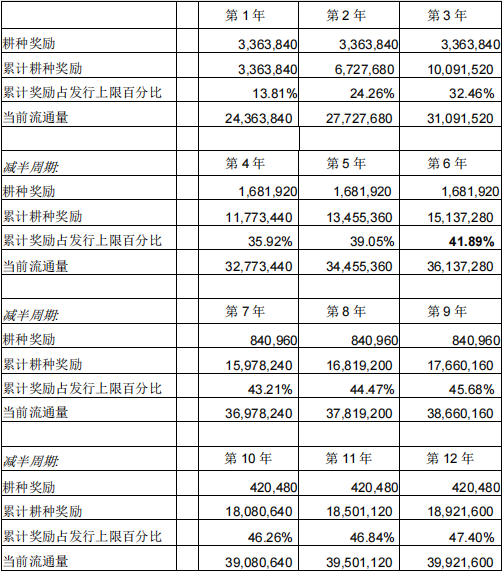 第 1 年 第 2 年 第 3 年
耕种奖励 3,363,840 3,363,840 3,363,840
累计耕种奖励 3,363,840 6,727,680 10,091,520
累计奖励占发行上限百分比 13.81% 24.26% 32.46%
当前流通量 24,363,840 27,727,680 31,091,520
减半周期: 第 4 年 第 5 年 第 6 年
耕种奖励 1,681,920 1,681,920 1,681,920
累计耕种奖励 11,773,440 13,455,360 15,137,280
累计奖励占发行上限百分比 35.92% 39.05% 41.89%
当前流通量 32,773,440 34,455,360 36,137,280
减半周期: 第 7 年 第 8 年 第 9 年
耕种奖励 840,960 840,960 840,960
累计耕种奖励 15,978,240 16,819,200 17,660,160
累计奖励占发行上限百分比 43.21% 44.47% 45.68%
当前流通量 36,978,240 37,819,200 38,660,160
减半周期: 第 10 年 第 11 年 第 12 年
耕种奖励 420,480 420,480 420,480
累计耕种奖励 18,080,640 18,501,120 18,921,600
累计奖励占发行上限百分比 46.26% 46.84% 47.40%
当前流通量 39,080,640 39,501,120 39,921,600